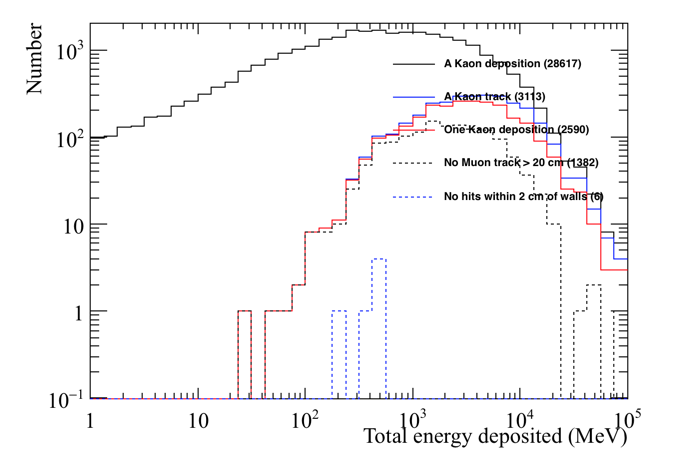 Number
10³
10²
10
1
10⁻¹
A Kaon deposition (28617)
A Kaon track (3113)
One Kaon deposition (2590)
No Muon track > 20 cm (1382)
No hits within 2 cm of walls (6)
1 10 10² 10³ 10⁴ 10⁵
Total energy deposited (MeV)